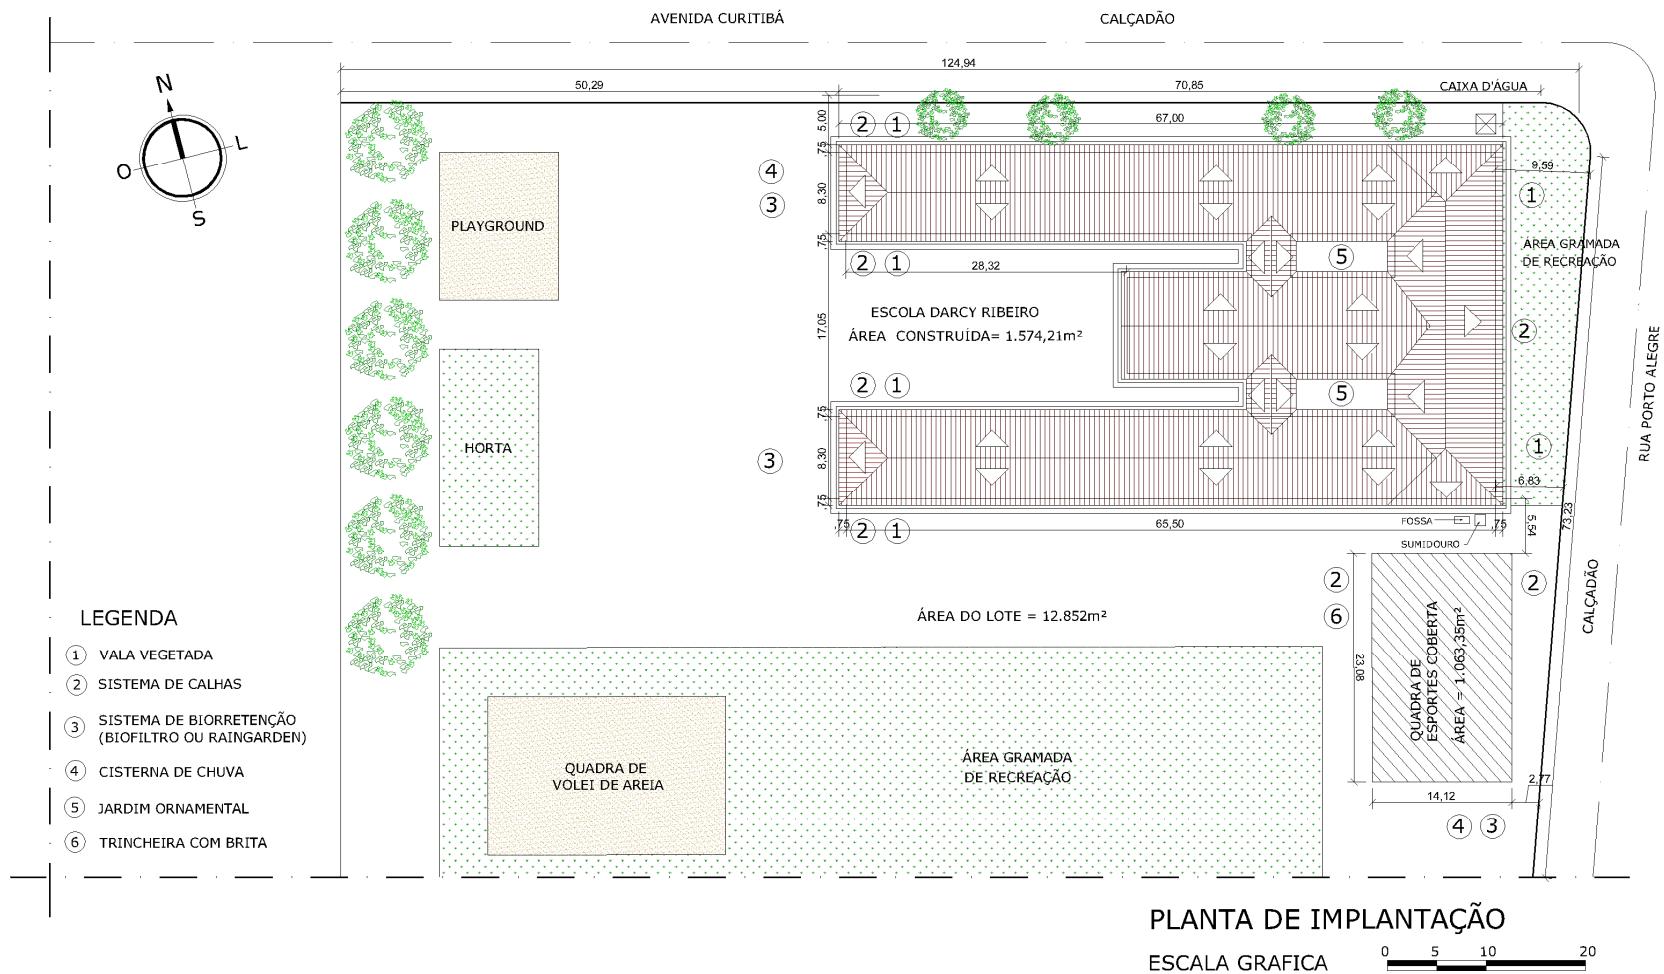 AVENIDA CURITIBÁ
CALÇADÃO
124,94
50,29
70,85
CAIXA D'ÁGUA
67,00
N
L
O
S
5,00
2 1
,75
8,30
,75
4
3
9,59
1
PLAYGROUND
ÁREA GRAMADA
DE RECREAÇÃO
5
2 1
28,32
ESCOLA DARCY RIBEIRO
ÁREA CONSTRUÍDA= 1.574,21m²
17,05
2
RUA PORTO ALEGRE
2 1
5
,75
8,30
,75
HORTA
3
1
6,83
73,23
,75
2 1
65,50
,75
FOSSA
SUMIDOURO
5,54
2
6
2
CALÇADÃO
ÁREA DO LOTE = 12.852m²
23,08
QUADRA DE
ESPORTES COBERTA
ÁREA = 1.063,35m²
2,77
14,12
4 3
QUADRA DE
VOLEI DE AREIA
ÁREA GRAMADA
DE RECREAÇÃO
LEGENDA
1 VALA VEGETADA
2 SISTEMA DE CALHAS
3 SISTEMA DE BIORRETENÇÃO
(BIOFILTRO OU RAINGARDEN)
4 CISTERNA DE CHUVA
5 JARDIM ORNAMENTAL
6 TRINCHEIRA COM BRITA
PLANTA DE IMPLANTAÇÃO
ESCALA GRAFICA
0 5 10 20